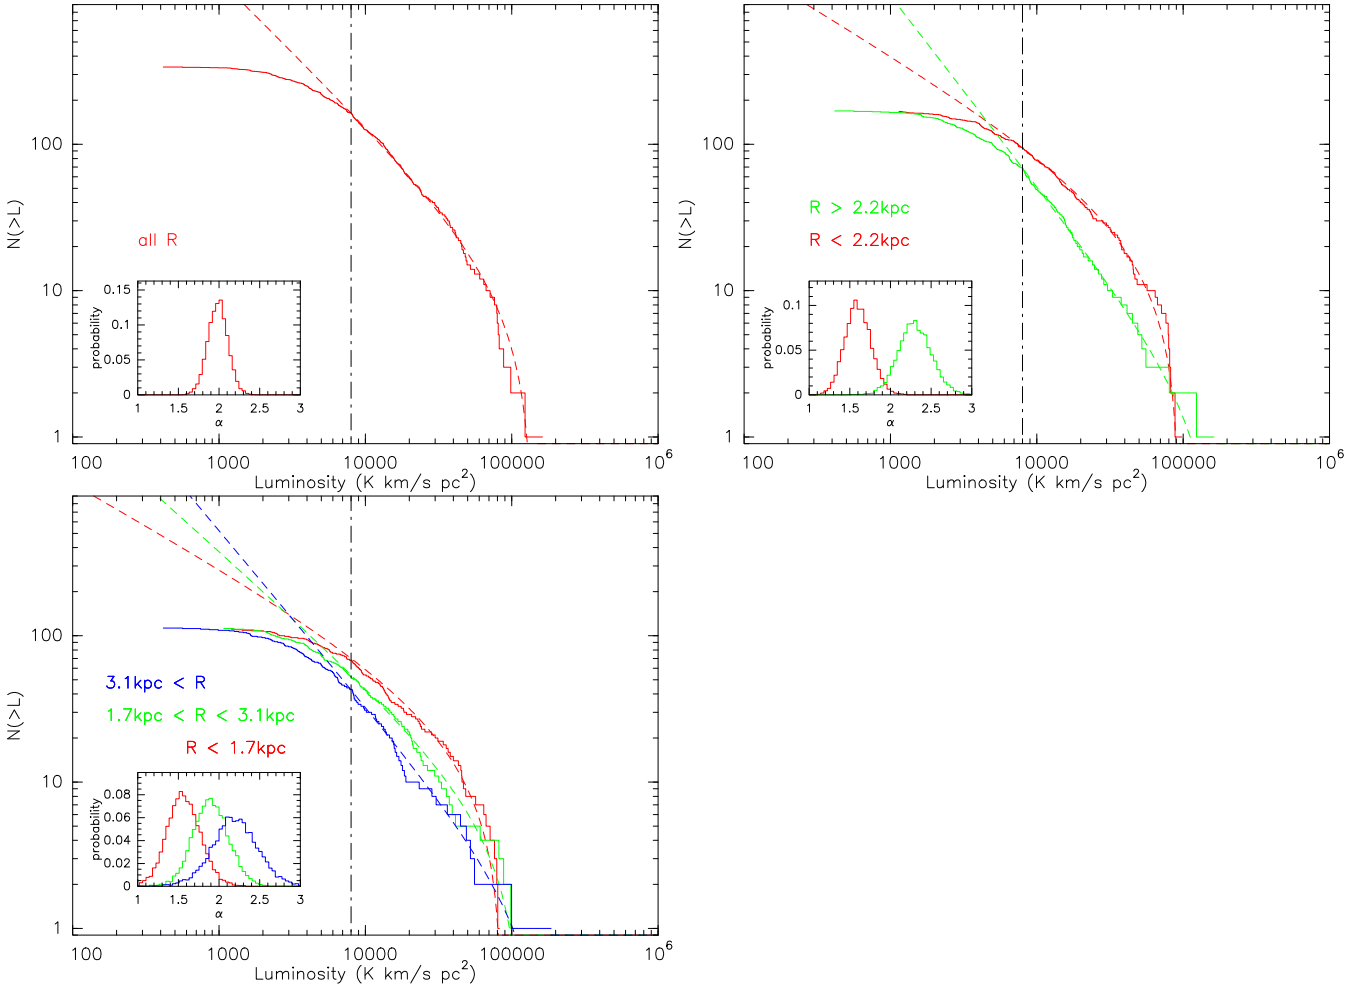 N(>L)
100
10
1
all R
probability
0.15
0.1
0.05
0
1 1.5 2 2.5 3
α
100 1000 10000 100000 10⁶
Luminosity (K km/s pc²)
N(>L)
100
10
1
R > 2.2kpc
R < 2.2kpc
probability
0.1
0.05
0
1 1.5 2 2.5 3
α
100 1000 10000 100000 10⁶
Luminosity (K km/s pc²)
N(>L)
100
10
1
3.1kpc < R
1.7kpc < R < 3.1kpc
R < 1.7kpc
probability
0.08
0.06
0.04
0.02
0
1 1.5 2 2.5 3
α
100 1000 10000 100000 10⁶
Luminosity (K km/s pc²)